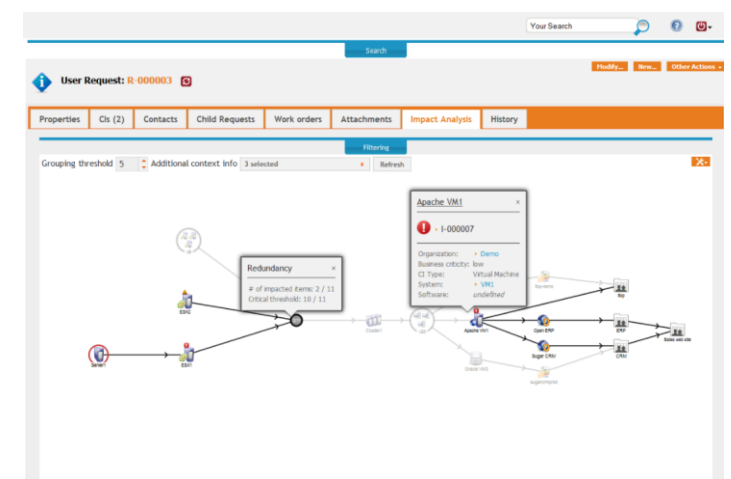 Your Search
Search
Modify... New... Other Actions
User Request: R-000003
Properties CIs (2) Contacts Child Requests Work orders Attachments Impact Analysis History
Filtering
Grouping threshold 5 Additional context info 3 selected Refresh
Apache VM1 ×
I-000007
Organization: Demo
Business criticity: low
CI Type: Virtual Machine
System: VM1
Software: undefined
Redundancy ×
# of impacted items: 2 / 11
Critical threshold: 10 / 11
ESX2
Apache VM1
Open ERP
ERP
Sales web site
Server1
ESX1
Sugar CRM
CRM